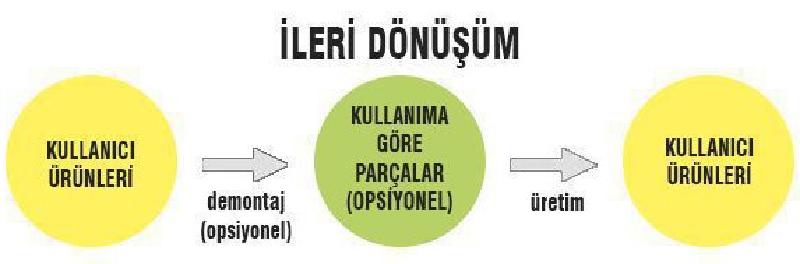 İLERİ DÖNÜŞÜM
KULLANICI
ÜRÜNLERİ
demontaj
(opsiyonel)
KULLANIMA
GÖRE
PARÇALAR
(OPSİYONEL)
üretim
KULLANICI
ÜRÜNLERİ